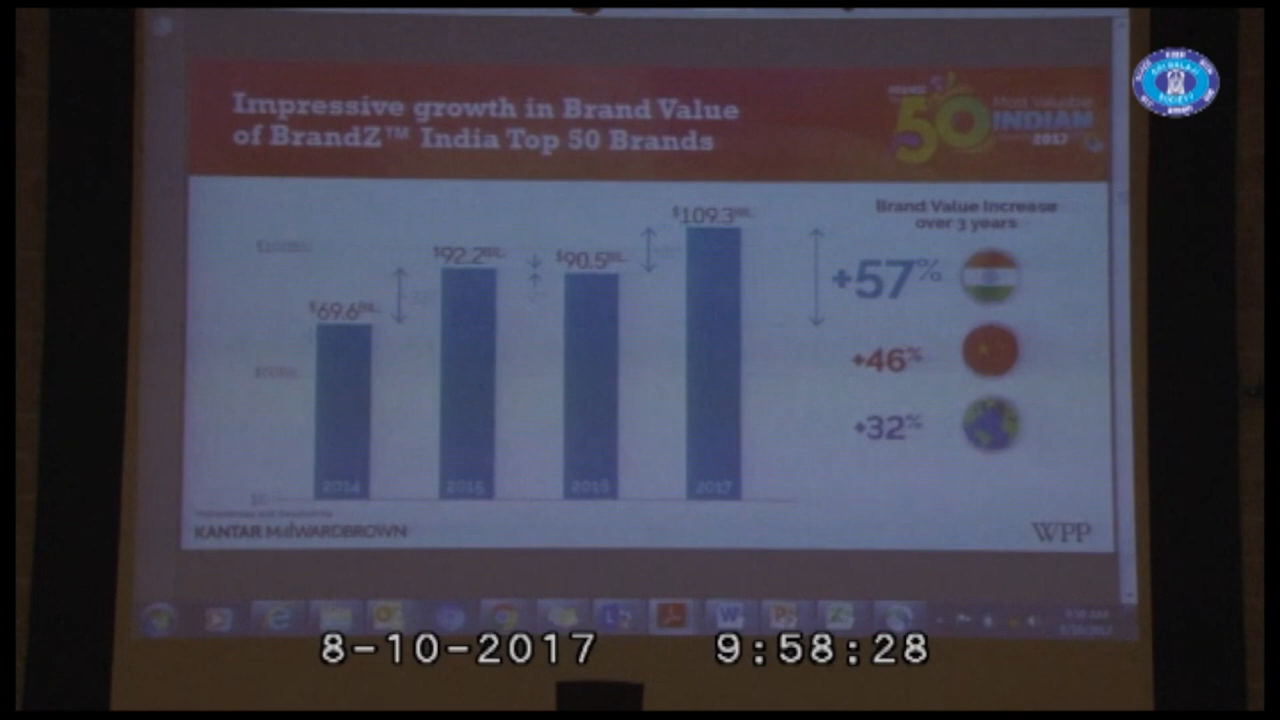 Impressive growth in Brand Value
of BrandZ™ India Top 50 Brands
50
Most Valuable
INDIAN
2017
$109.3BIL.
$92.2BIL.
$90.5BIL.
$69.6BIL.
Brand Value Increase
over 3 years
+57%
+46%
+32%
2014
2015
2016
2017
KANTAR MillWARDBROWN
WPP
8-10-2017 9:58:28